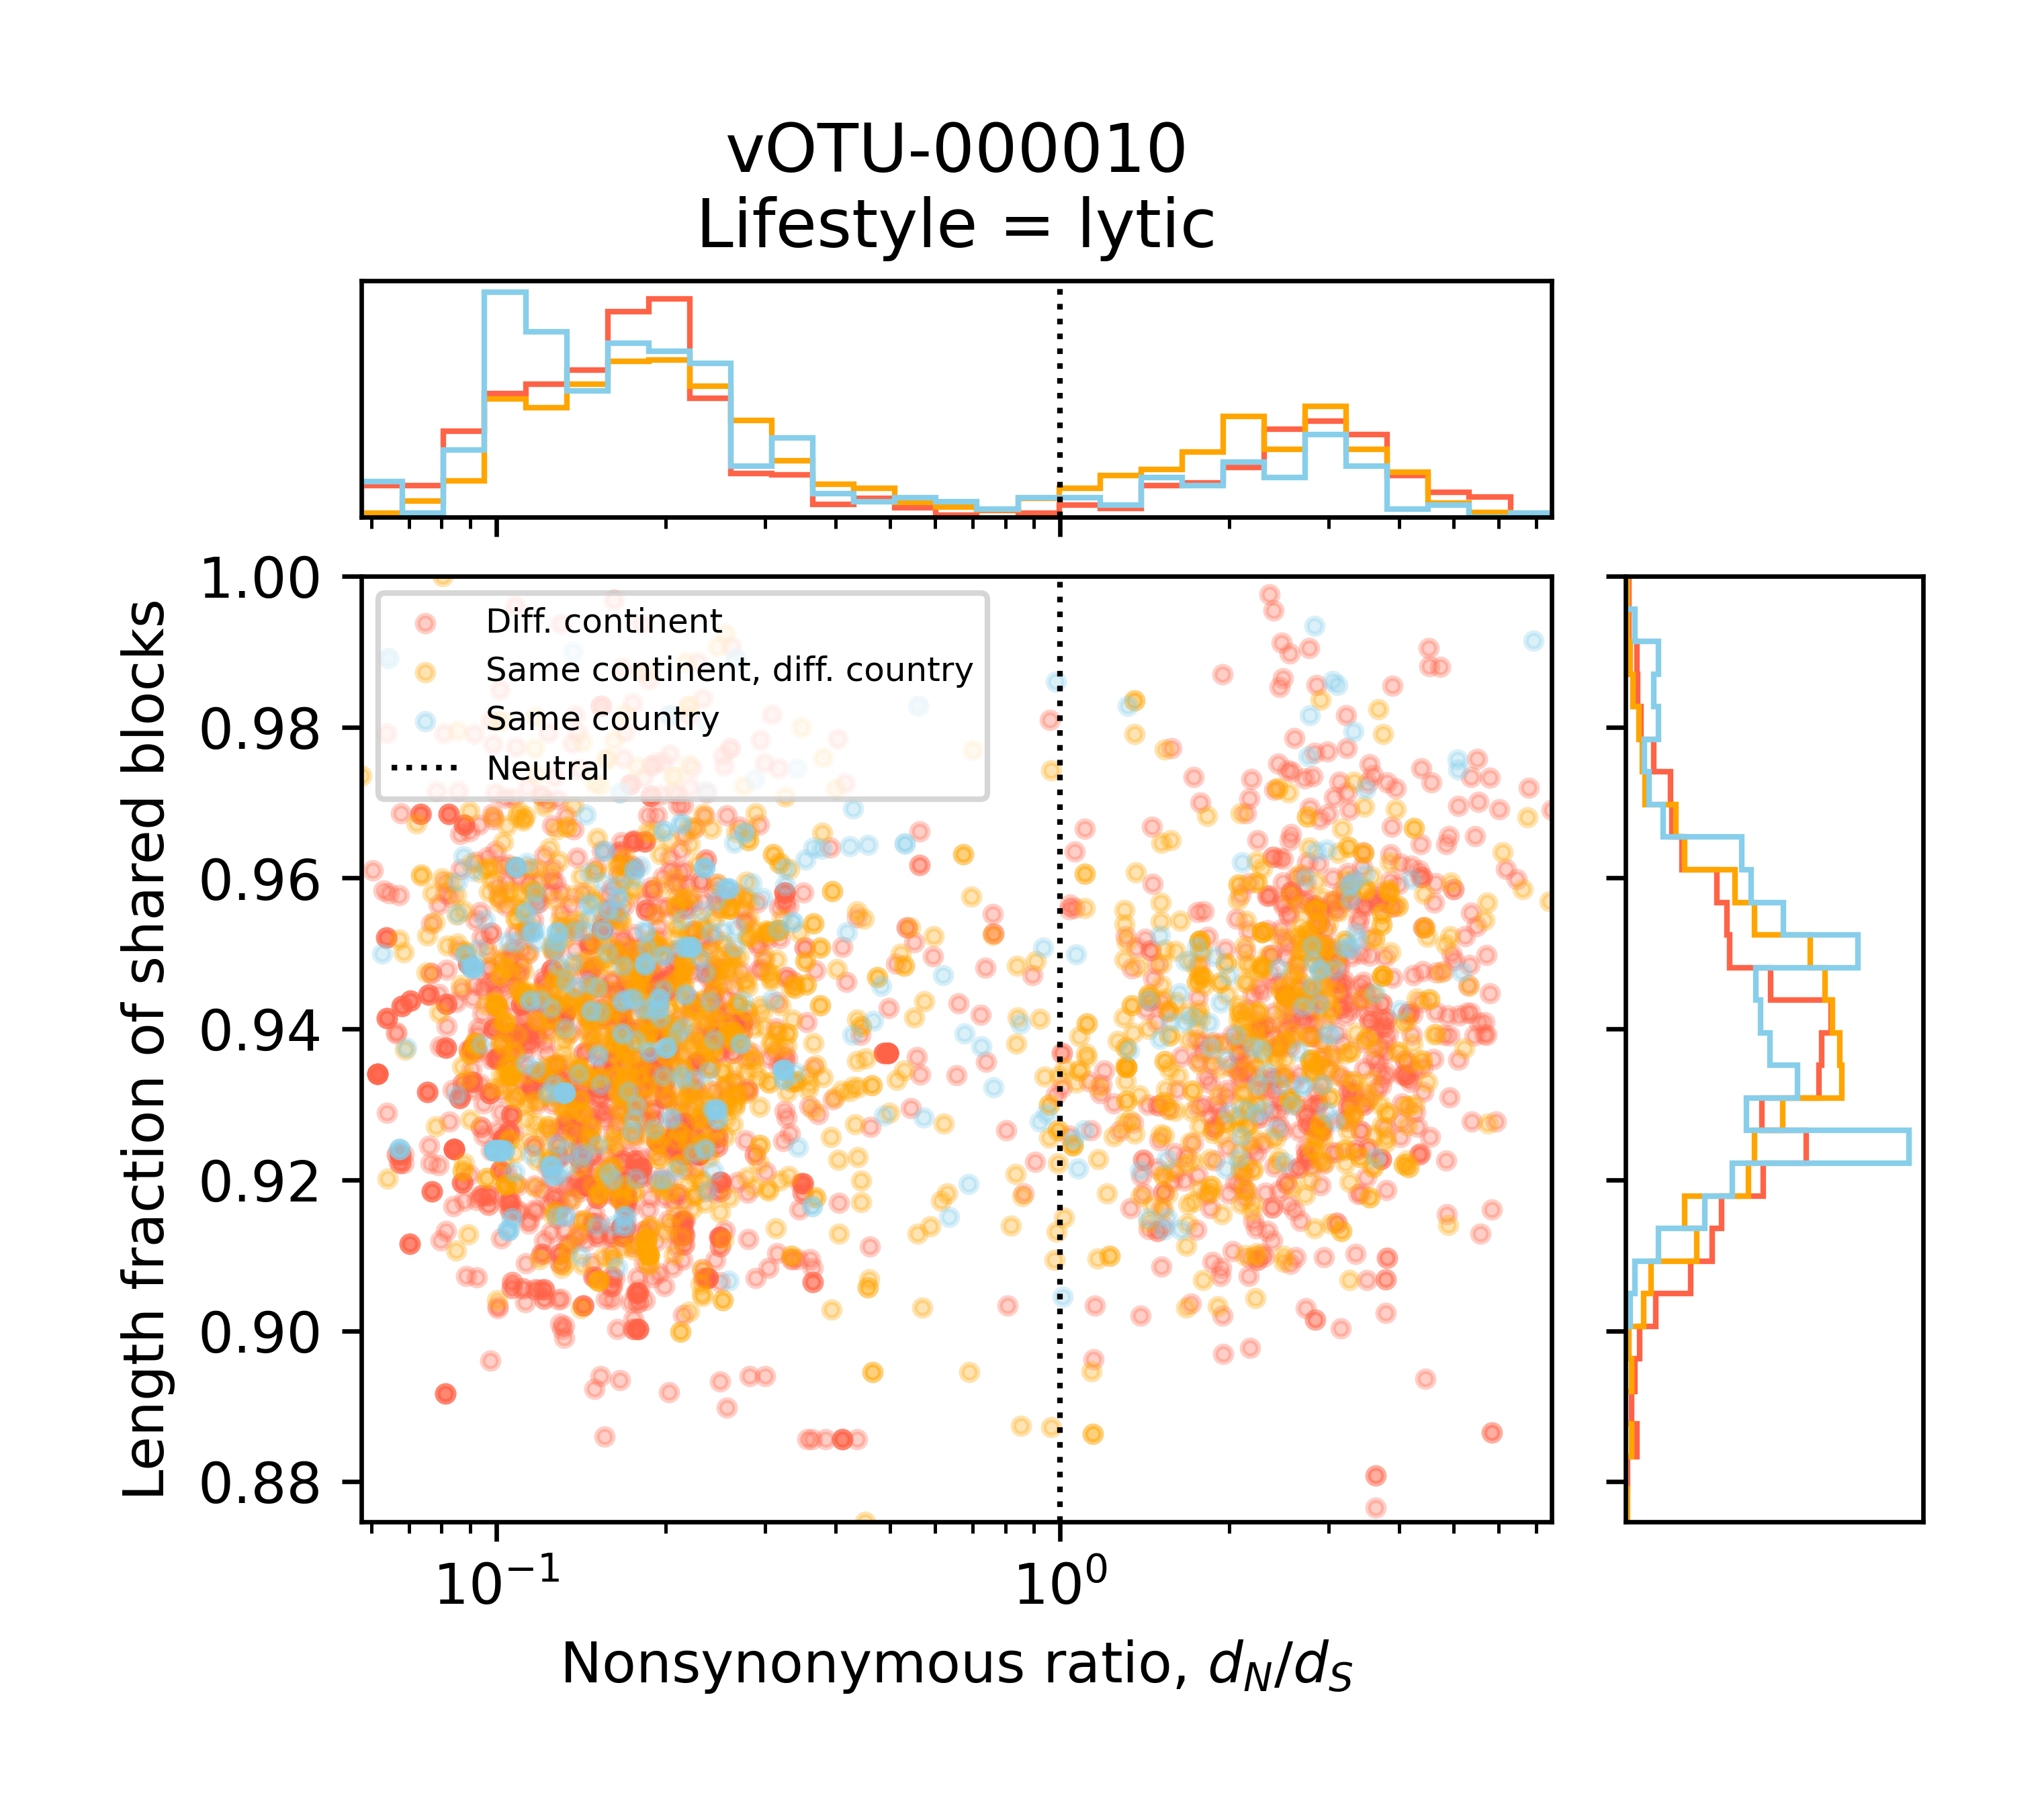 vOTU-000010
Lifestyle = lytic
Length fraction of shared blocks
1.00
0.98
0.96
0.94
0.92
0.90
0.88
Diff. continent
Same continent, diff. country
Same country
Neutral
10⁻¹
10⁰
Nonsynonymous ratio, d_N/d_S